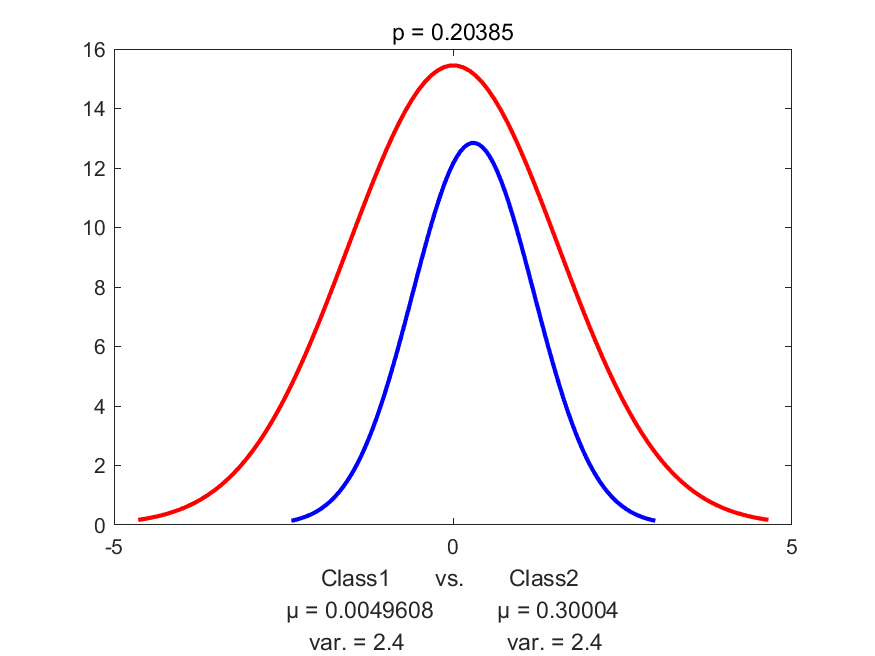 p = 0.20385
16
14
12
10
8
6
4
2
0
-5 0 5
Class1 vs. Class2
μ = 0.0049608 μ = 0.30004
var. = 2.4 var. = 2.4